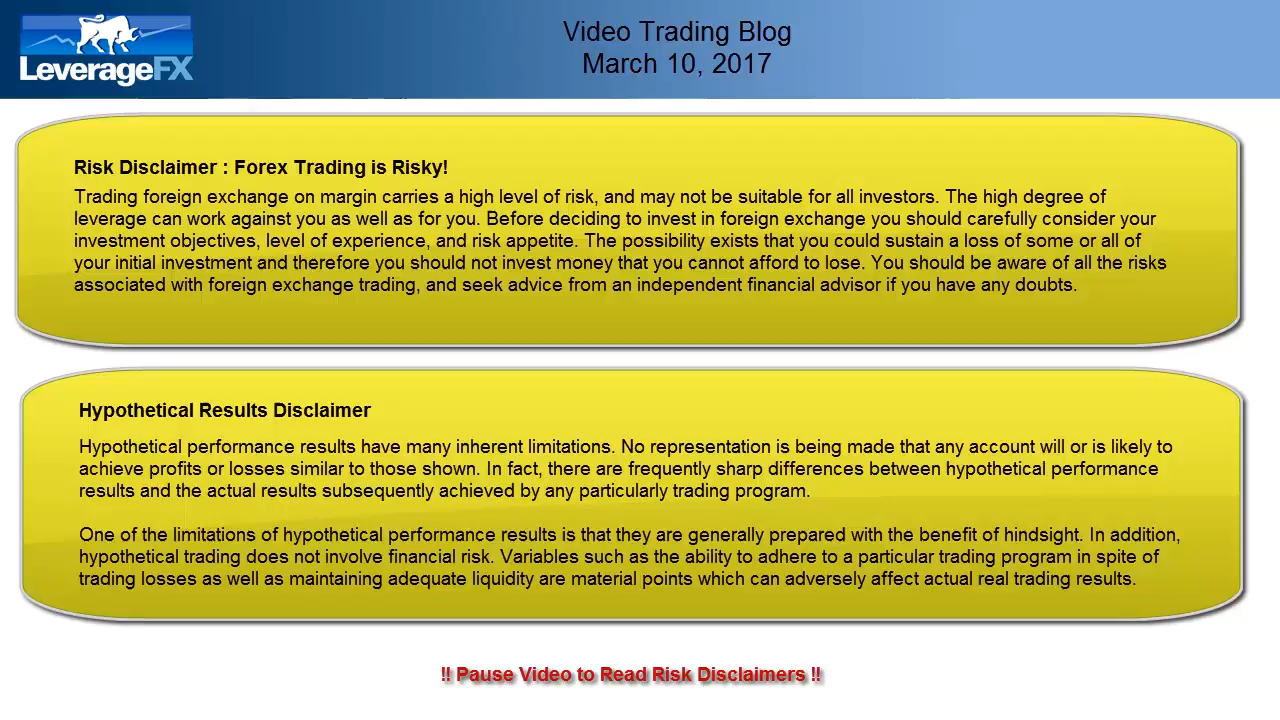 LeverageFX
Video Trading Blog
March 10, 2017
Risk Disclaimer : Forex Trading is Risky!
Trading foreign exchange on margin carries a high level of risk, and may not be suitable for all investors. The high degree of
leverage can work against you as well as for you. Before deciding to invest in foreign exchange you should carefully consider your
investment objectives, level of experience, and risk appetite. The possibility exists that you could sustain a loss of some or all of
your initial investment and therefore you should not invest money that you cannot afford to lose. You should be aware of all the risks
associated with foreign exchange trading, and seek advice from an independent financial advisor if you have any doubts.
Hypothetical Results Disclaimer
Hypothetical performance results have many inherent limitations. No representation is being made that any account will or is likely to
achieve profits or losses similar to those shown. In fact, there are frequently sharp differences between hypothetical performance
results and the actual results subsequently achieved by any particularly trading program.
One of the limitations of hypothetical performance results is that they are generally prepared with the benefit of hindsight. In addition,
hypothetical trading does not involve financial risk. Variables such as the ability to adhere to a particular trading program in spite of
trading losses as well as maintaining adequate liquidity are material points which can adversely affect actual real trading results.
!! Pause Video to Read Risk Disclaimers !!